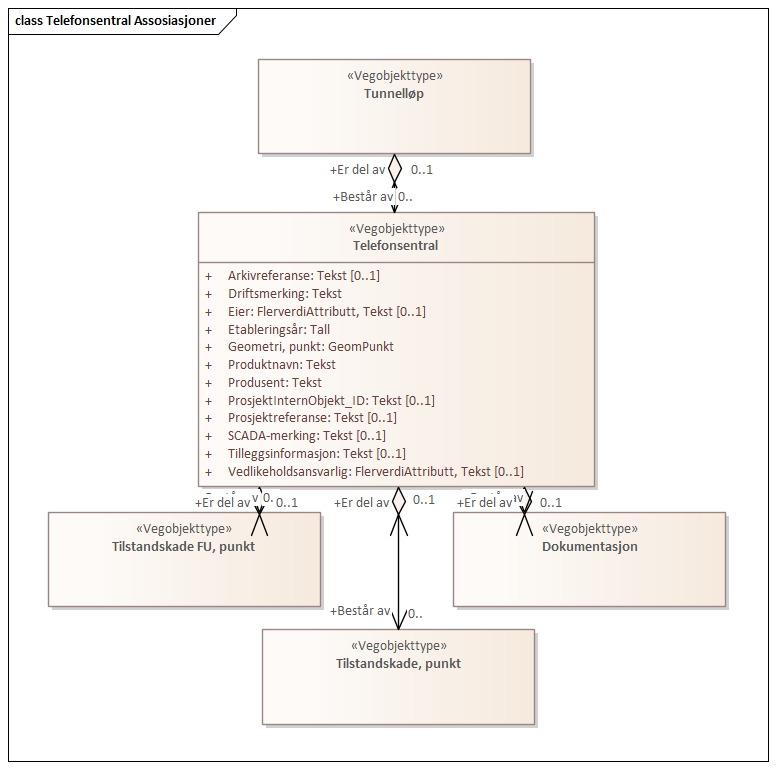 class Telefonsentral Assosiasjoner
«Vegobjekttype»
Tunnelløp
+Er del av 0..1
+Består av 0..
«Vegobjekttype»
Telefonsentral
+ Arkivreferanse: Tekst [0..1]
+ Driftsmerking: Tekst
+ Eier: FlerverdiAttributt, Tekst [0..1]
+ Etableringsår: Tall
+ Geometri, punkt: GeomPunkt
+ Produktnavn: Tekst
+ Produsent: Tekst
+ ProsjektInternObjekt_ID: Tekst [0..1]
+ Prosjektreferanse: Tekst [0..1]
+ SCADA-merking: Tekst [0..1]
+ Tilleggsinformasjon: Tekst [0..1]
+ Vedlikeholdsansvarlig: FlerverdiAttributt, Tekst [0..1]
+Er del av 0..1
+Er del av 0..1
+Er del av 0..1
«Vegobjekttype»
Tilstandskade FU, punkt
«Vegobjekttype»
Dokumentasjon
+Består av 0..
«Vegobjekttype»
Tilstandskade, punkt